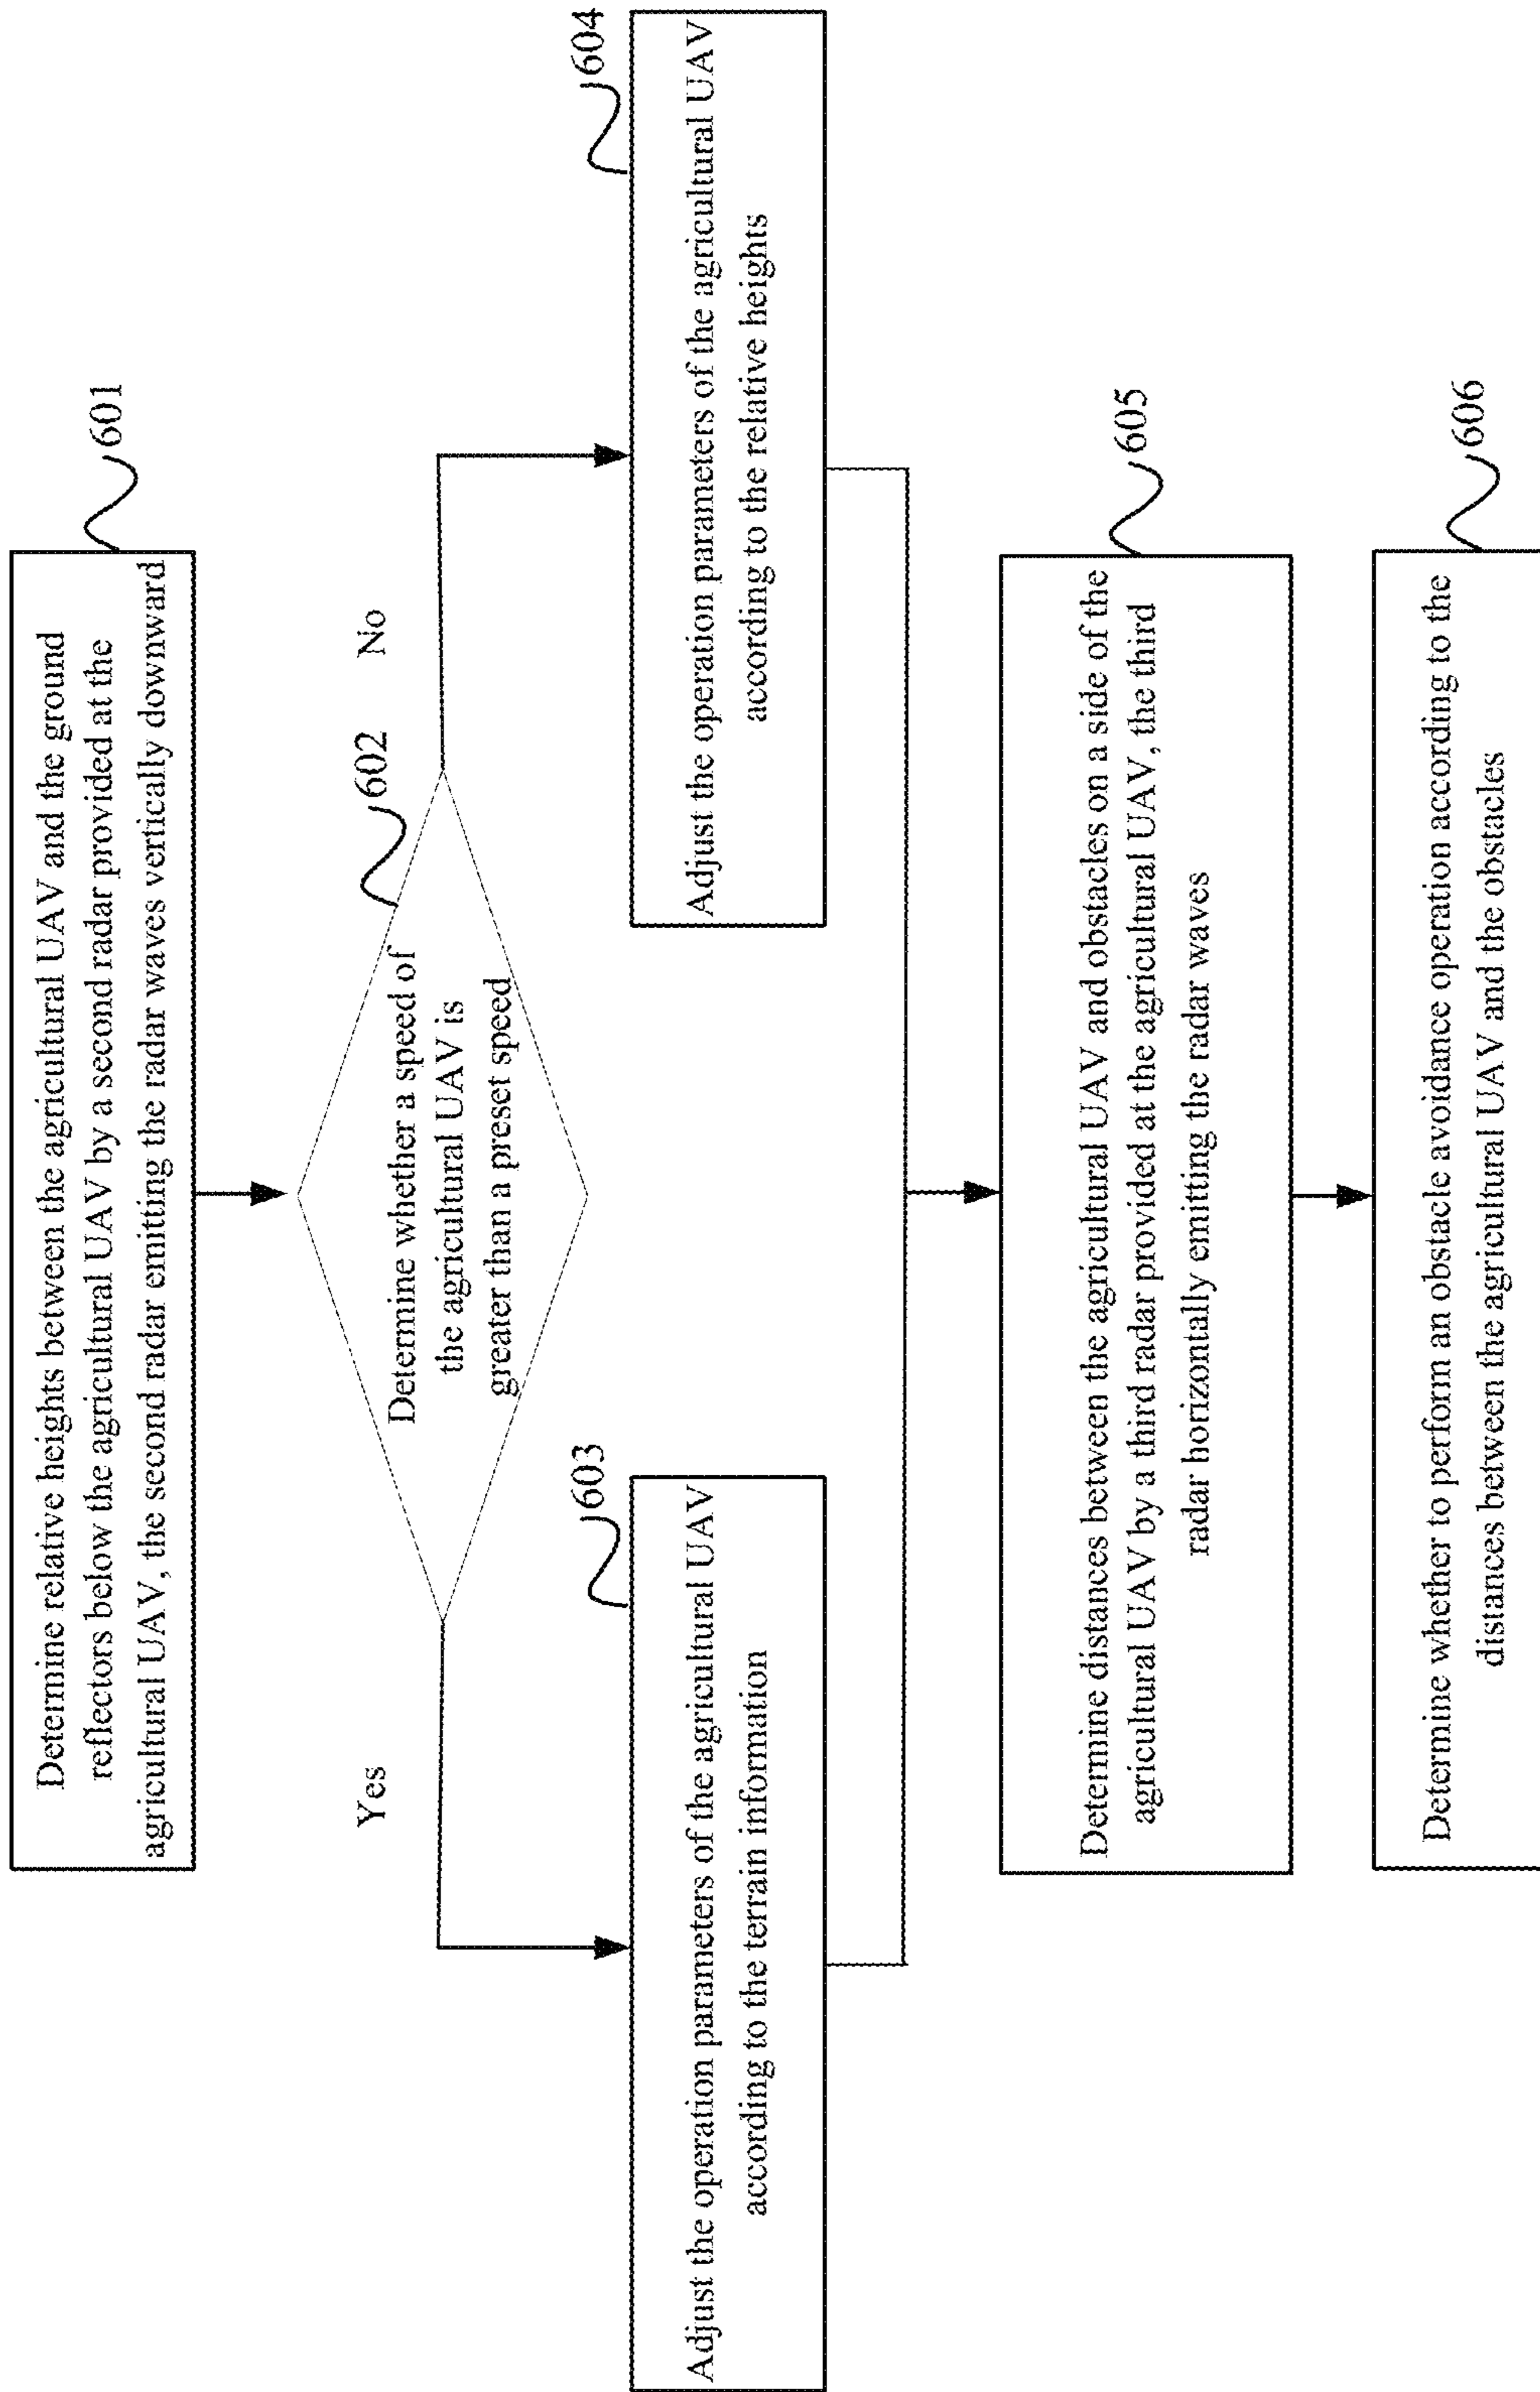 601
Determine relative heights between the agricultural UAV and the ground
reflectors below the agricultural UAV by a second radar provided at the
agricultural UAV, the second radar emitting the radar waves vertically downward
602
Yes
No
Determine whether a speed of
the agricultural UAV is
greater than a preset speed
603
Adjust the operation parameters of the agricultural UAV
according to the terrain information
604
Adjust the operation parameters of the agricultural UAV
according to the relative heights
605
Determine distances between the agricultural UAV and obstacles on a side of the
agricultural UAV by a third radar provided at the agricultural UAV, the third
radar horizontally emitting the radar waves
606
Determine whether to perform an obstacle avoidance operation according to the
distances between the agricultural UAV and the obstacles